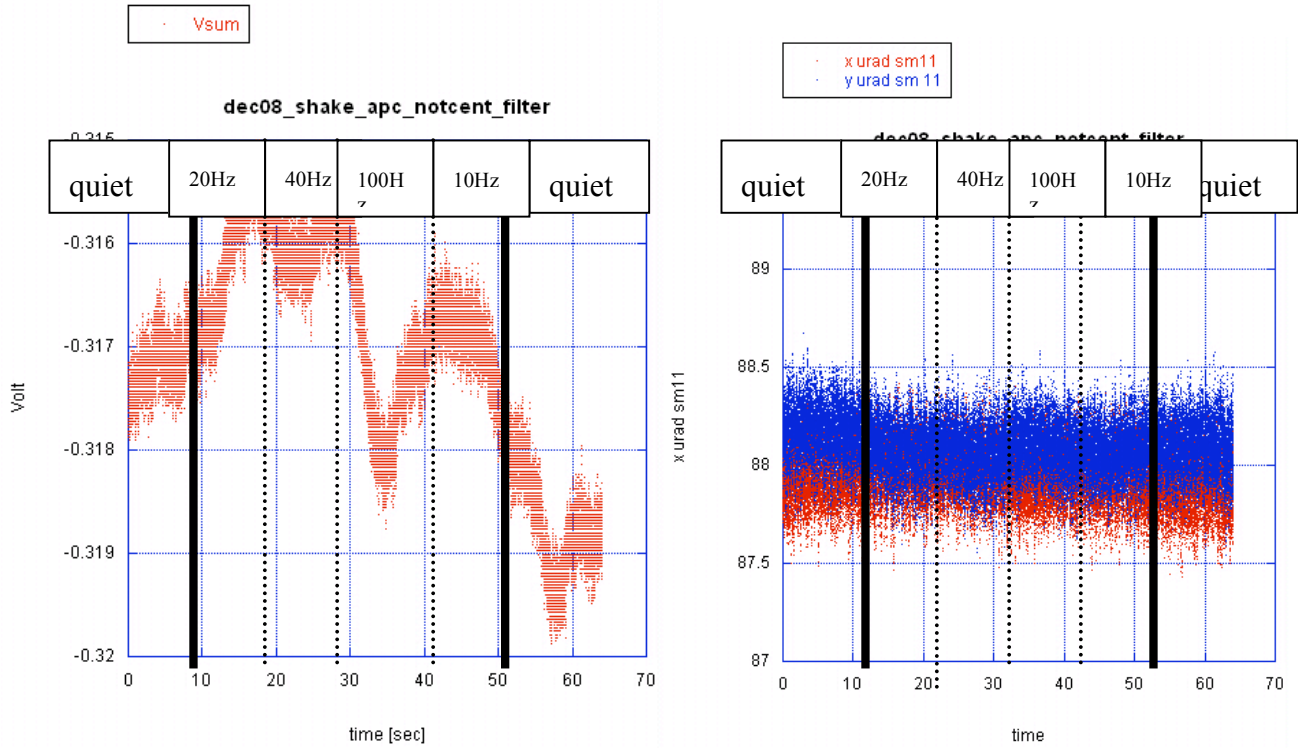 Vsum
dec08_shake_apc_notcent_filter
-0.315
quiet
20Hz
40Hz
100H
z
10Hz
quiet
-0.316
-0.317
-0.318
-0.319
-0.32
Volt
0
10
20
30
40
50
60
70
time [sec]
x urad sm11
y urad sm 11
dec08_shake_apc_notcent_filter
quiet
20Hz
40Hz
100H
z
10Hz
quiet
89
88.5
88
87.5
87
x urad sm11
0
10
20
30
40
50
60
70
time